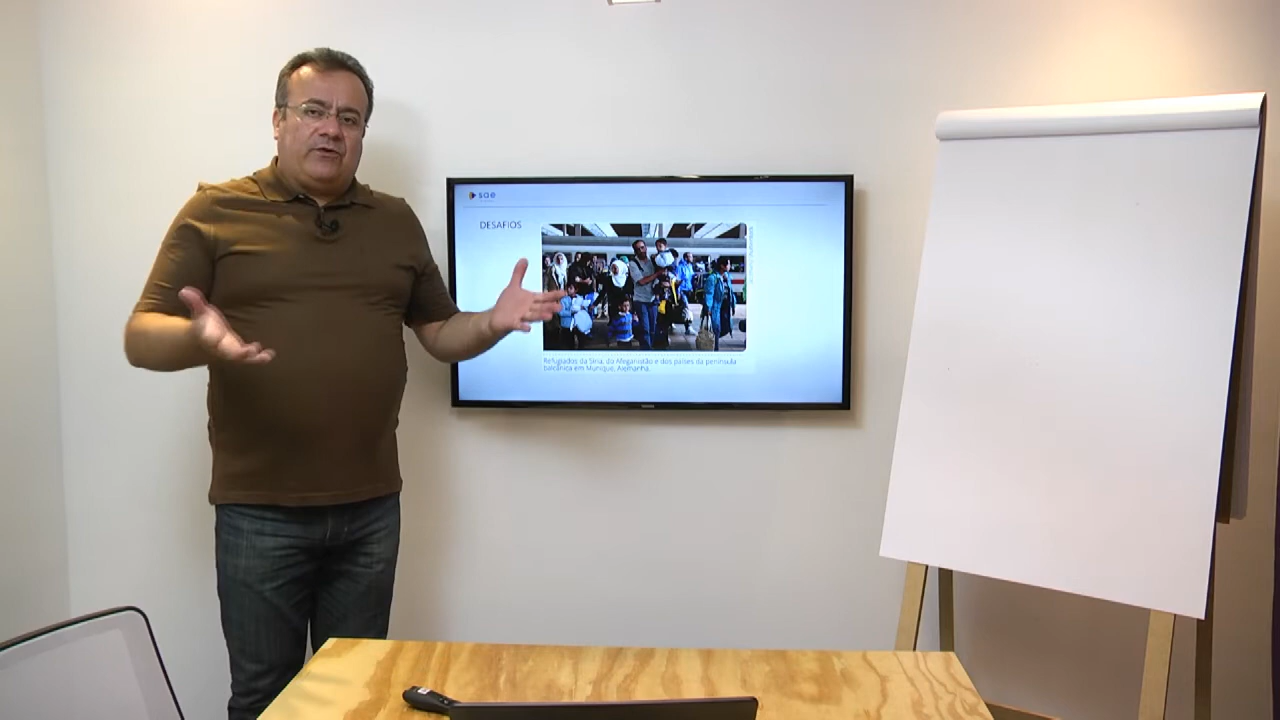 sae
DESAFIOS
Refugiados da Síria, do Afeganistão e dos países da península
balcânica em Munique, Alemanha.